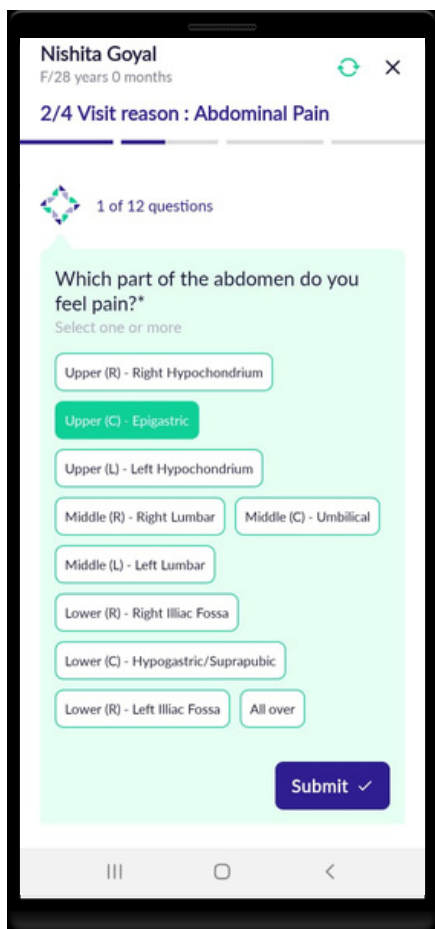 Nishita Goyal
F/28 years 0 months
2/4 Visit reason : Abdominal Pain
1 of 12 questions
Which part of the abdomen do you
feel pain?*
Select one or more
Upper (R) - Right Hypochondrium
Upper (C) - Epigastric
Upper (L) - Left Hypochondrium
Middle (R) - Right Lumbar Middle (C) - Umbilical
Middle (L) - Left Lumbar
Lower (R) - Right Illiac Fossa
Lower (C) - Hypogastric/Suprapubic
Lower (R) - Left Illiac Fossa All over
Submit